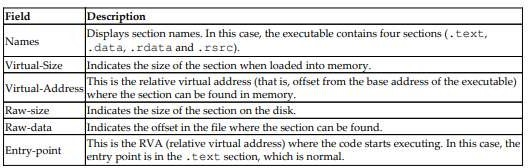 Field Description
Names Displays section names. In this case, the executable contains four sections (.text,
.data, .rdata and .rsrc).
Virtual-Size Indicates the size of the section when loaded into memory.
Virtual-Address This is the relative virtual address (that is, offset from the base address of the executable)
where the section can be found in memory.
Raw-size Indicates the size of the section on the disk.
Raw-data Indicates the offset in the file where the section can be found.
Entry-point This is the RVA (relative virtual address) where the code starts executing. In this case, the
entry point is in the .text section, which is normal.